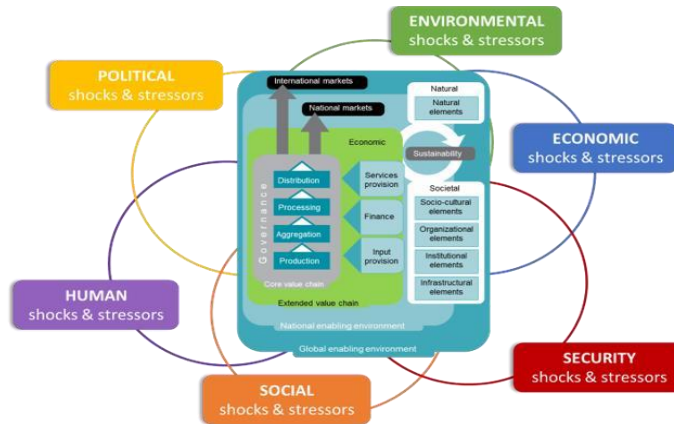 ENVIRONMENTAL
shocks & stressors
POLITICAL
shocks & stressors
ECONOMIC
shocks & stressors
International markets
National markets
Natural
Natural
elements
Economic
Sustainability
Governance
Distribution
Processing
Aggregation
Production
Services
provision
Finance
Input
provision
Societal
Socio-cultural
elements
Organizational
elements
Institutional
elements
Infrastructural
elements
Core value chain
Extended value chain
National enabling environment
Global enabling environment
HUMAN
shocks & stressors
SOCIAL
shocks & stressors
SECURITY
shocks & stressors